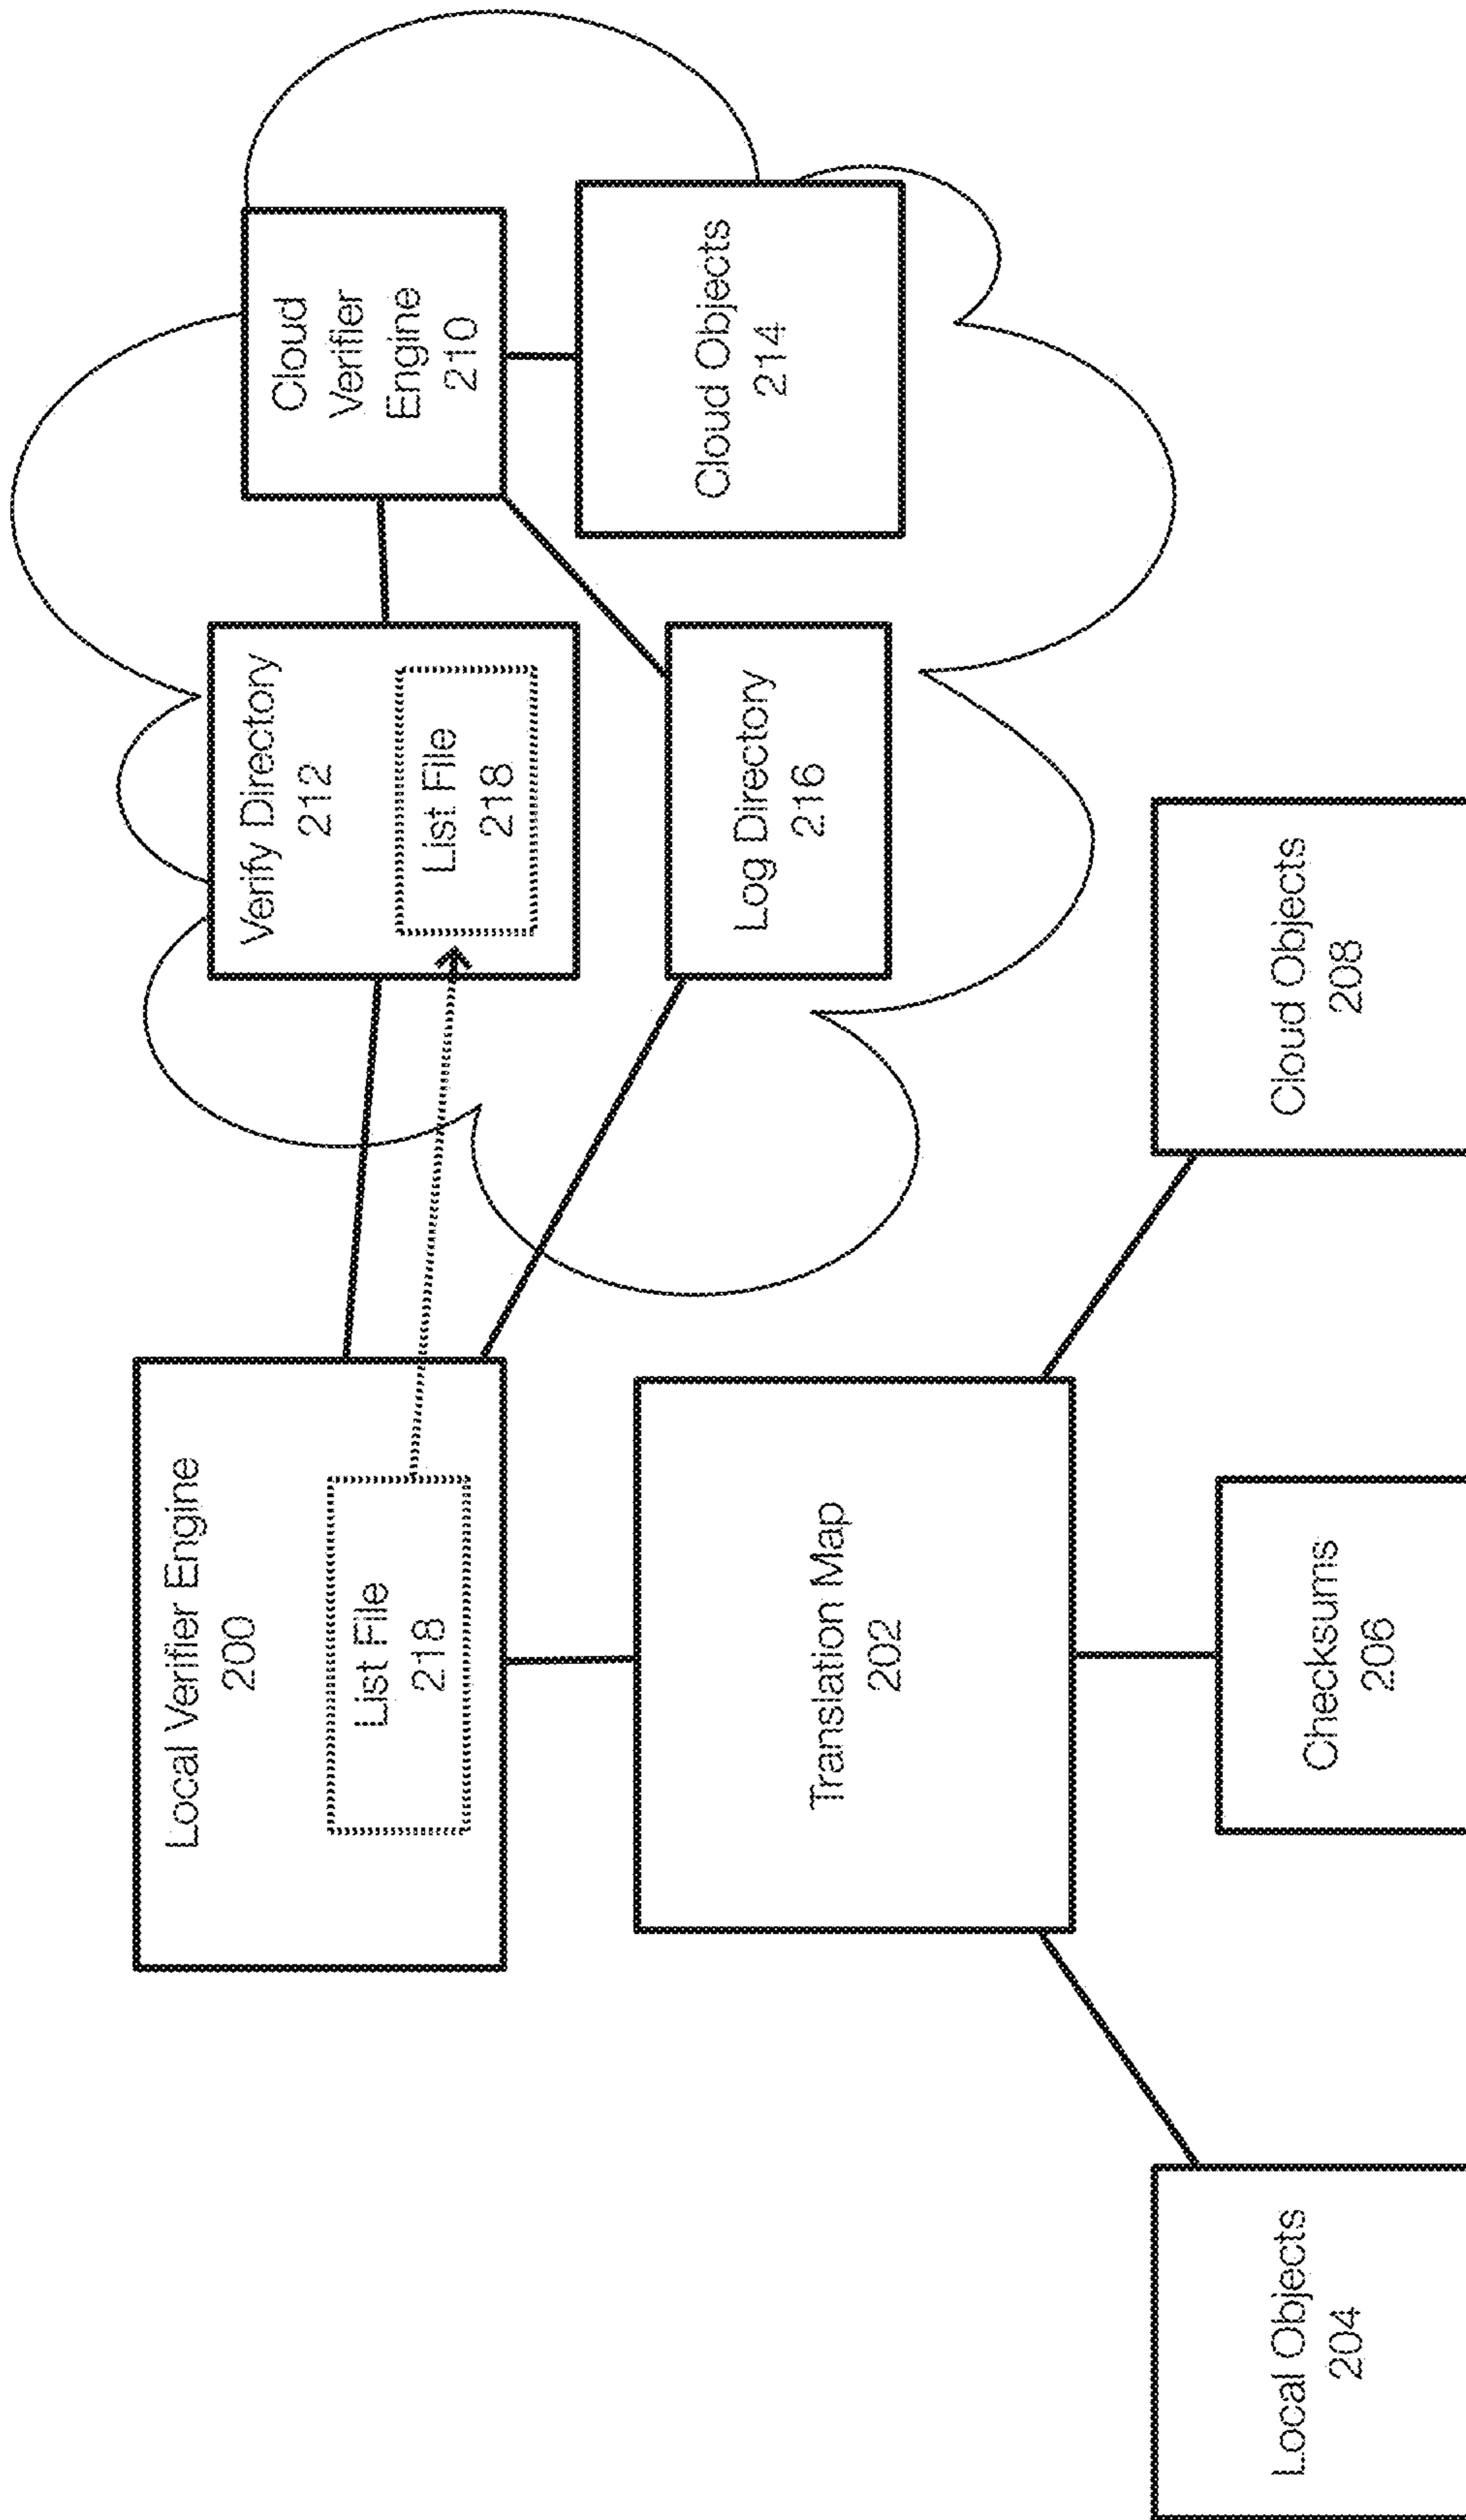 Local Verifier Engine
200
List File
218
Verify Directory
212
List File
218
Cloud
Verifier
Engine
210
Translation Map
202
Log Directory
216
Cloud Objects
214
Local Objects
204
Checksums
206
Cloud Objects
208